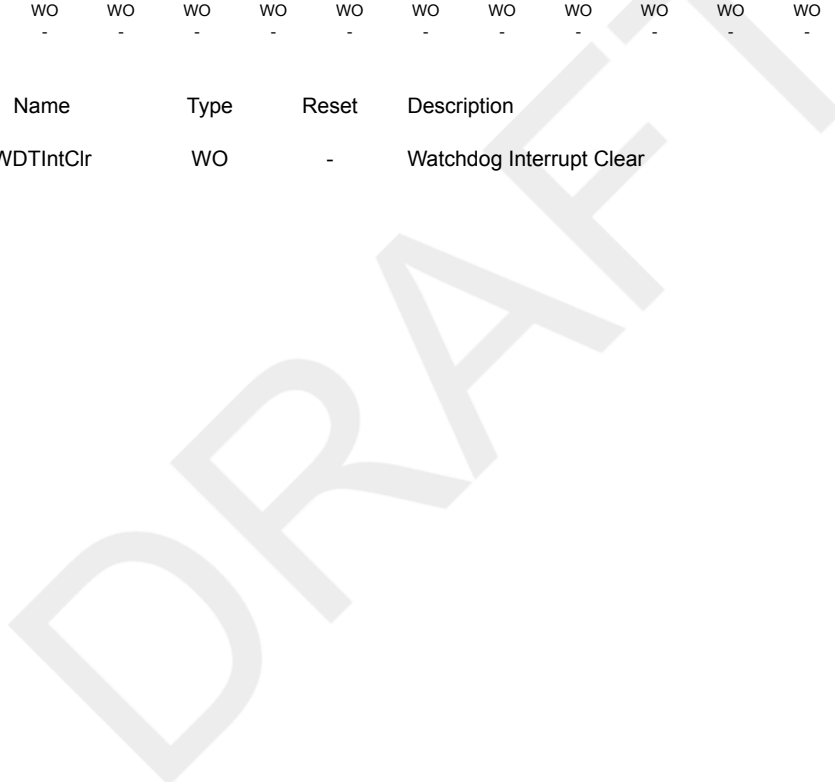 WO WO WO WO WO WO WO WO WO WO WO
- - - - - - - - - - -
Name Type Reset Description
WDTIntClr WO - Watchdog Interrupt Clear
DRAFT